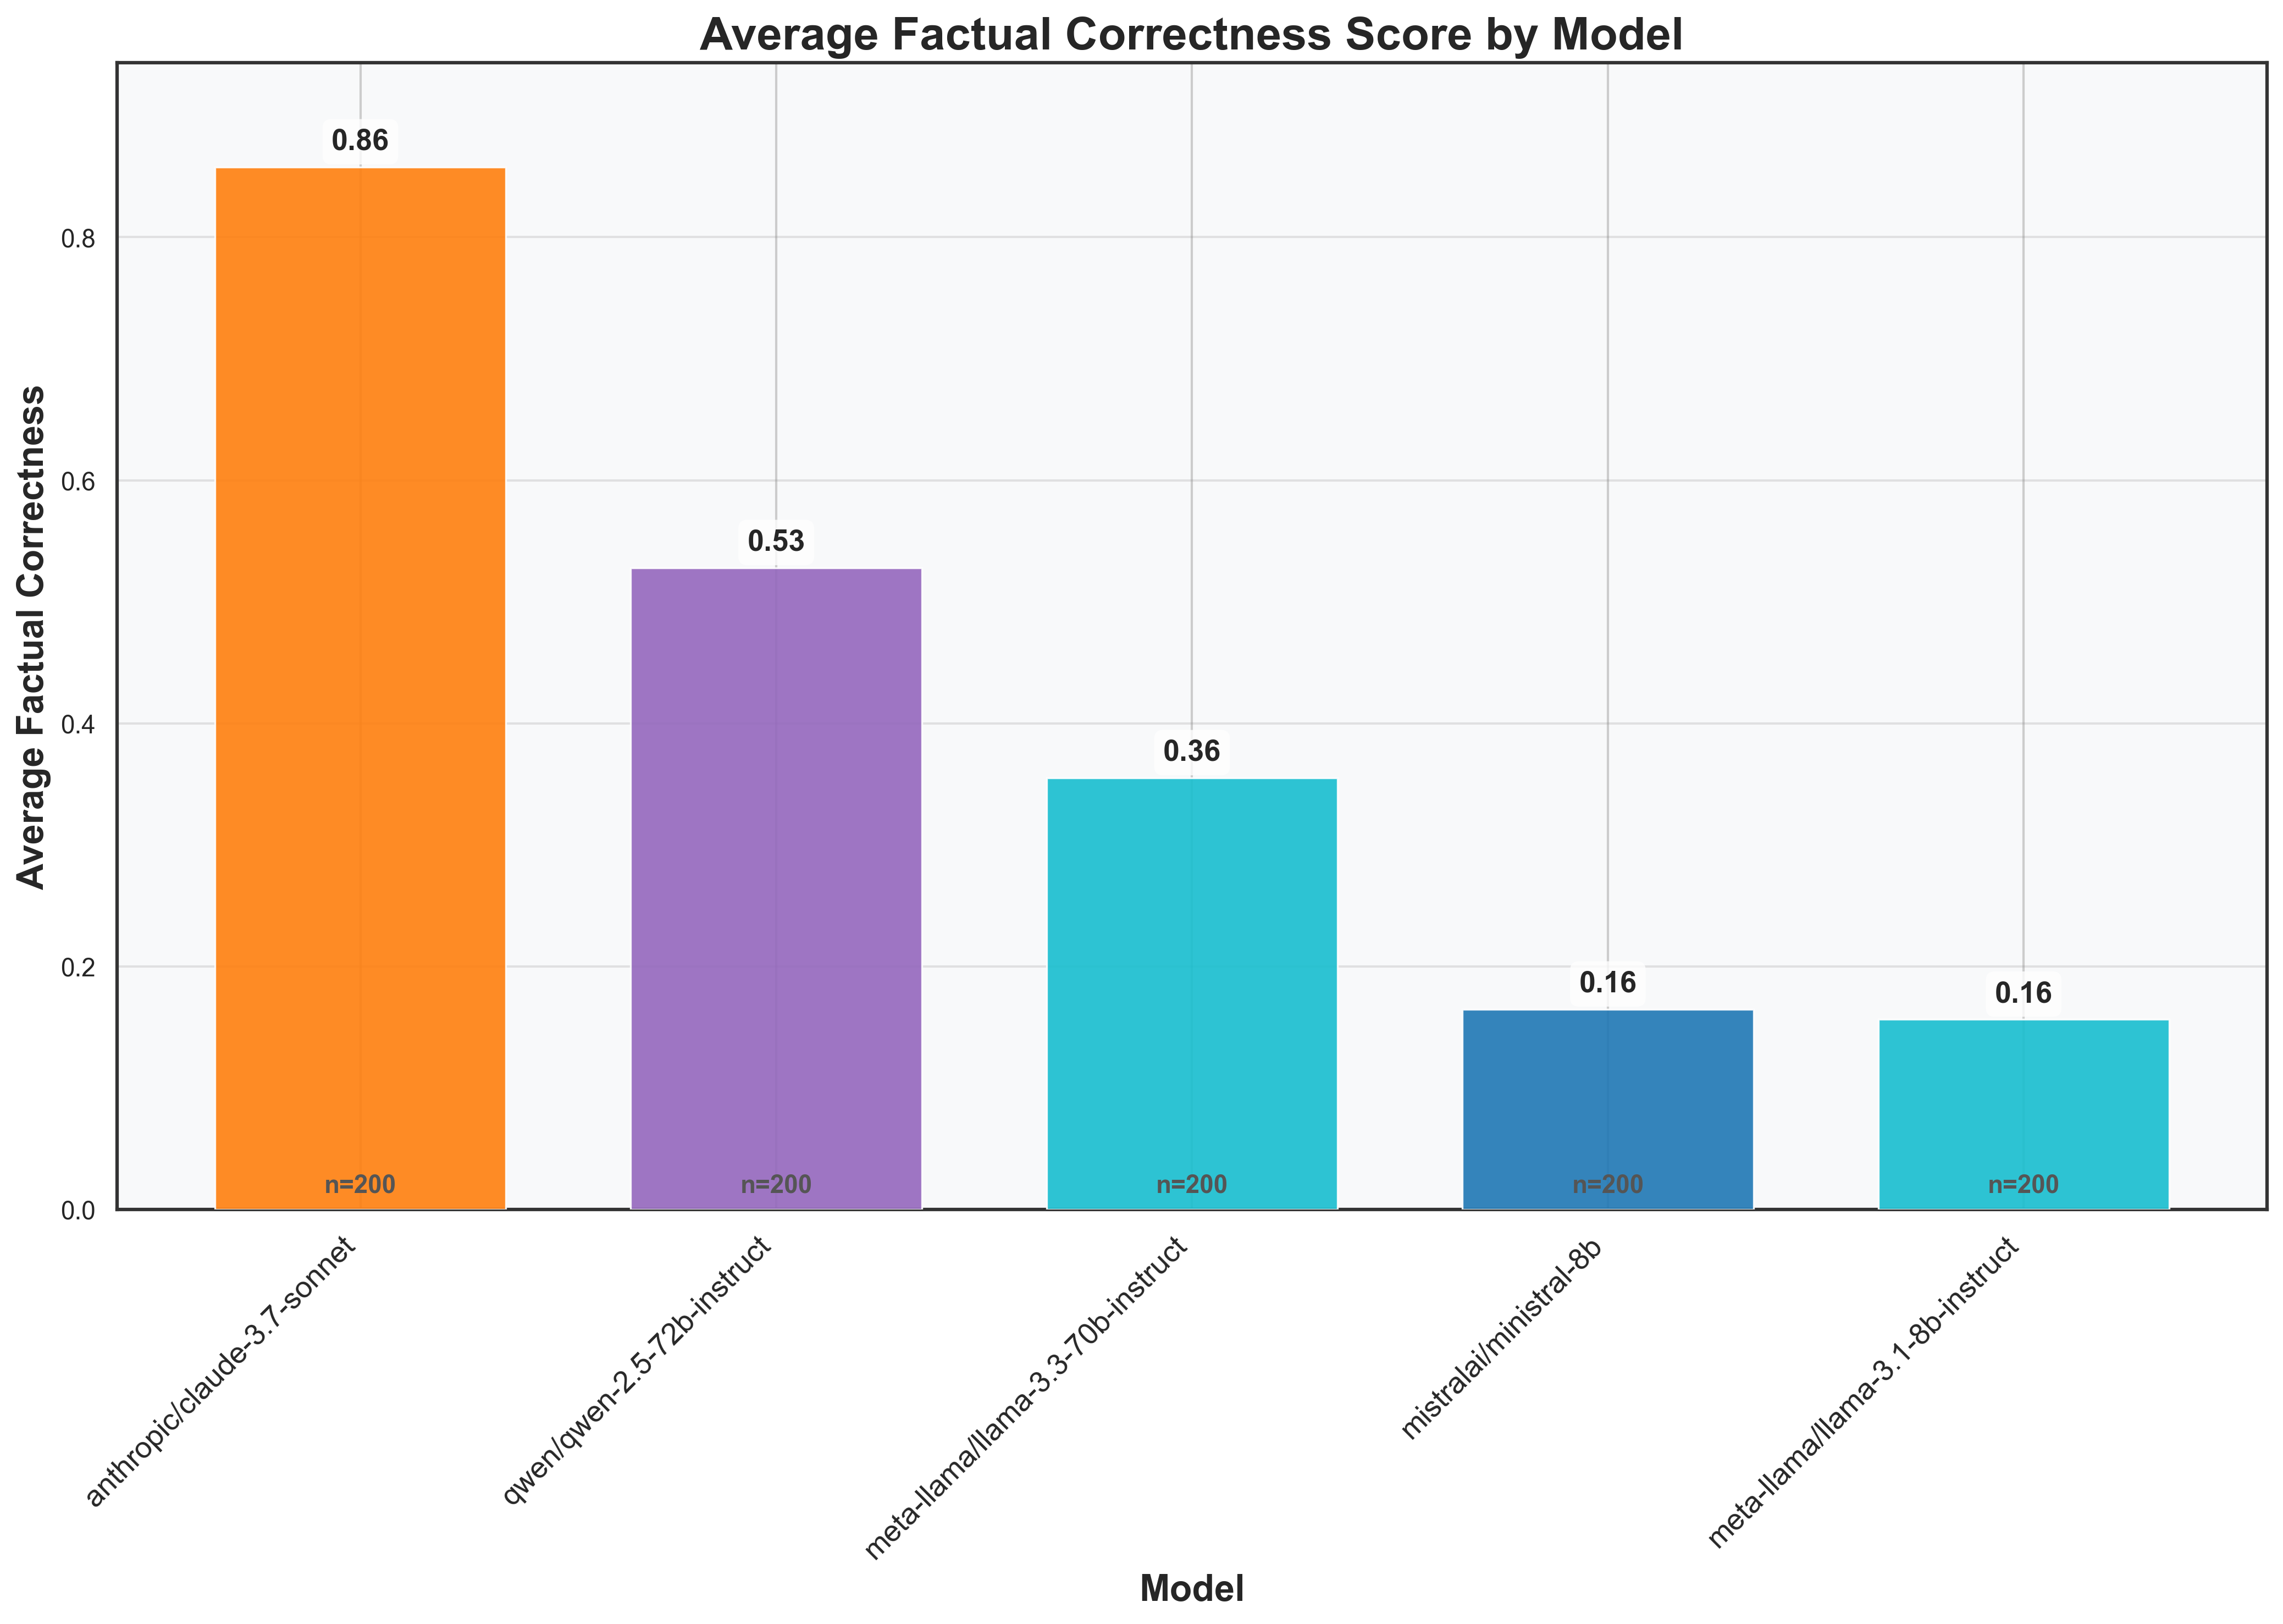 Average Factual Correctness Score by Model
Average Factual Correctness
0.8
0.6
0.4
0.2
0.0
0.86
0.53
0.36
0.16
0.16
n=200
n=200
n=200
n=200
n=200
anthropic/claude-3.7-sonnet
qwen/qwen-2.5-72b-instruct
meta-llama/llama-3.3-70b-instruct
mistralai/ministral-8b
meta-llama/llama-3.1-8b-instruct
Model